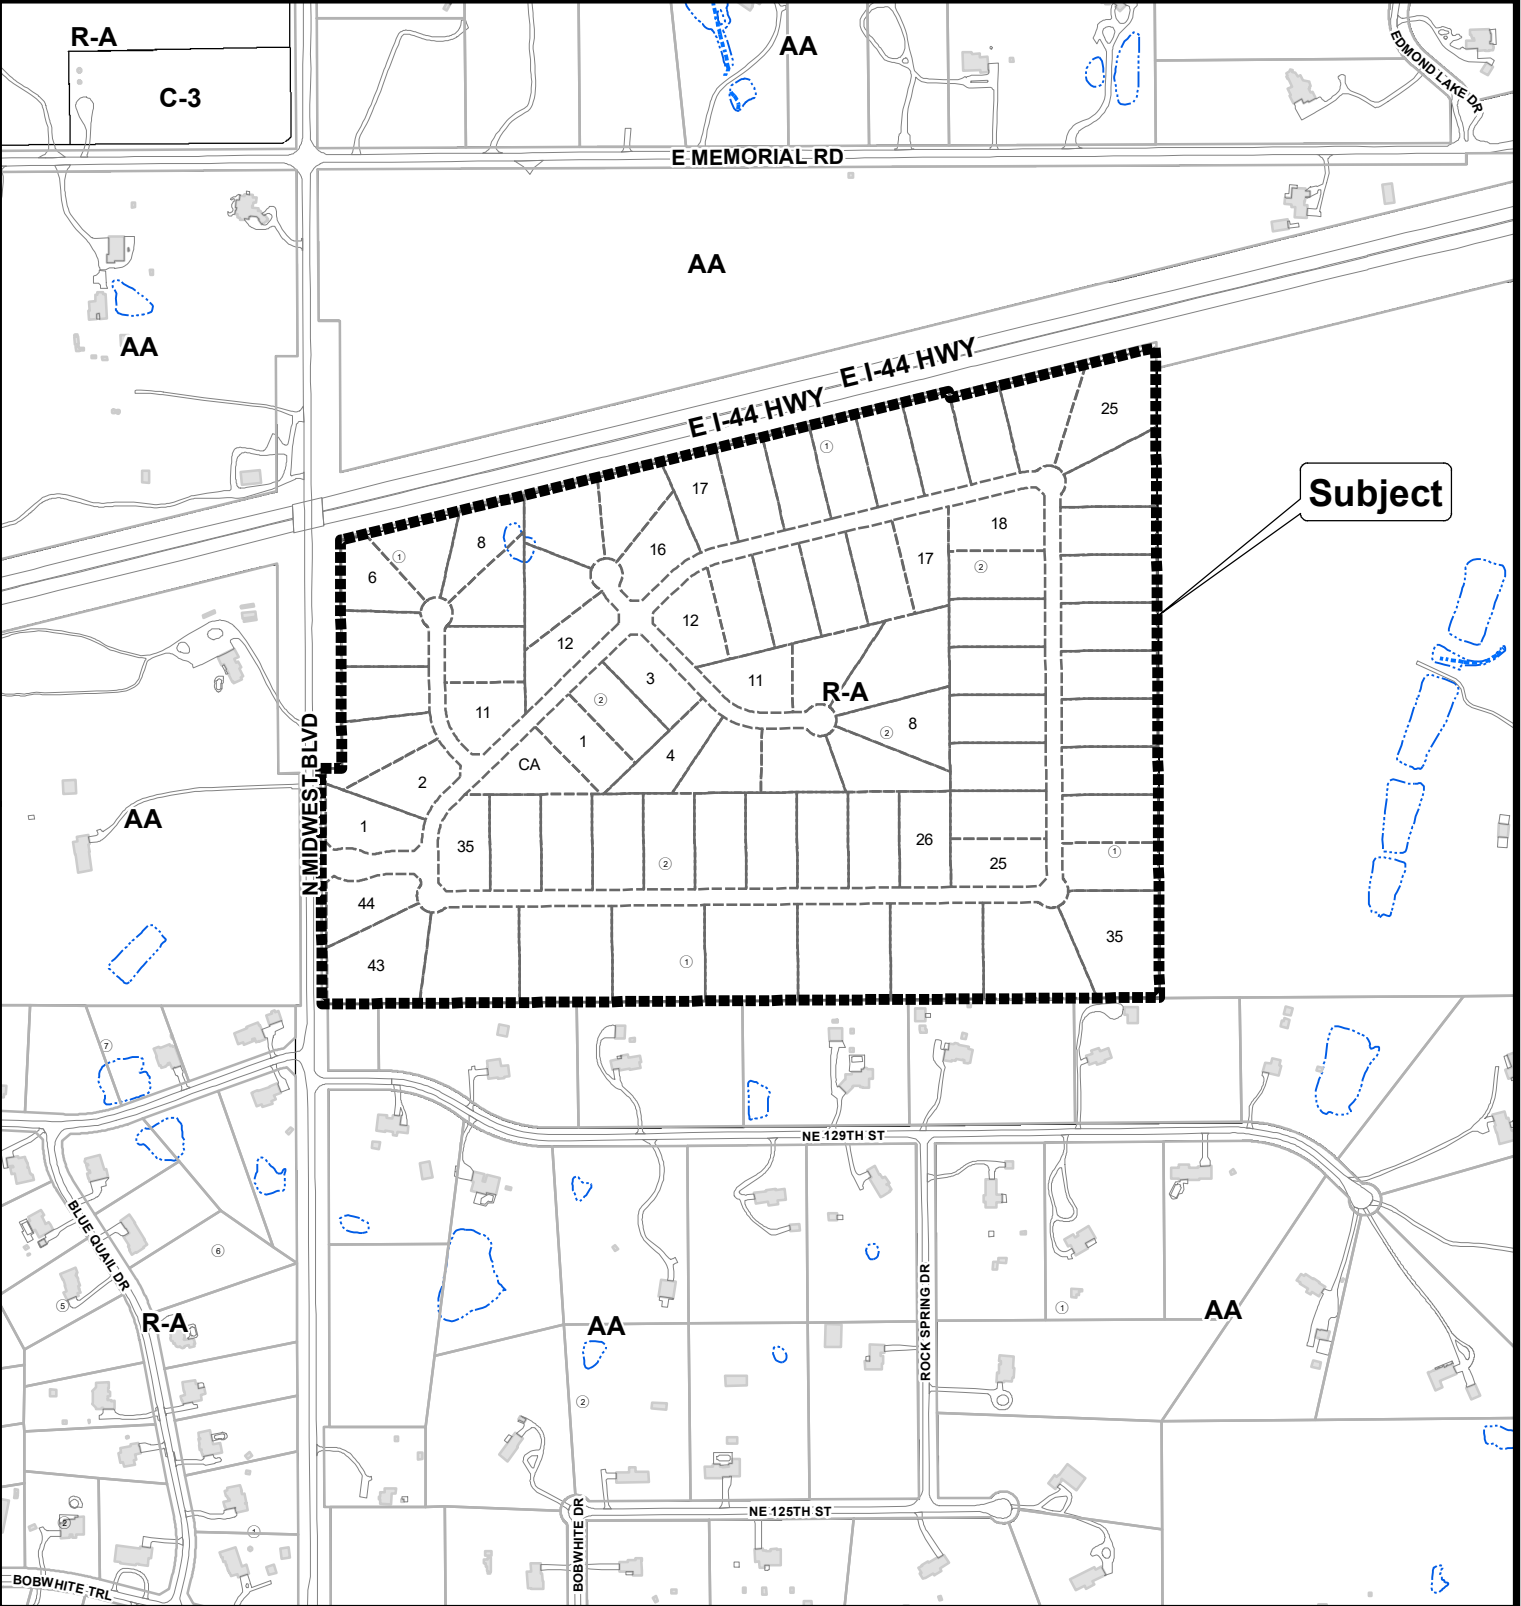 R-A
C-3
AA
EDMOND LAKE DR
E MEMORIAL RD
AA
AA
E I-44 HWY
E I-44 HWY
25
1
17
Subject
8
1
18
16
6
17
2
12
12
3
11
R-A
2
11
8
2
1
4
CA
N MIDWEST BLVD
2
AA
1
35
26
2
25
1
44
35
43
1
7
NE 129TH ST
BLUE QUAIL DR
6
5
R-A
AA
1
AA
ROCK SPRING DR
2
2
1
NE 125TH ST
BOBWHITE DR
BOBWHITE TRL